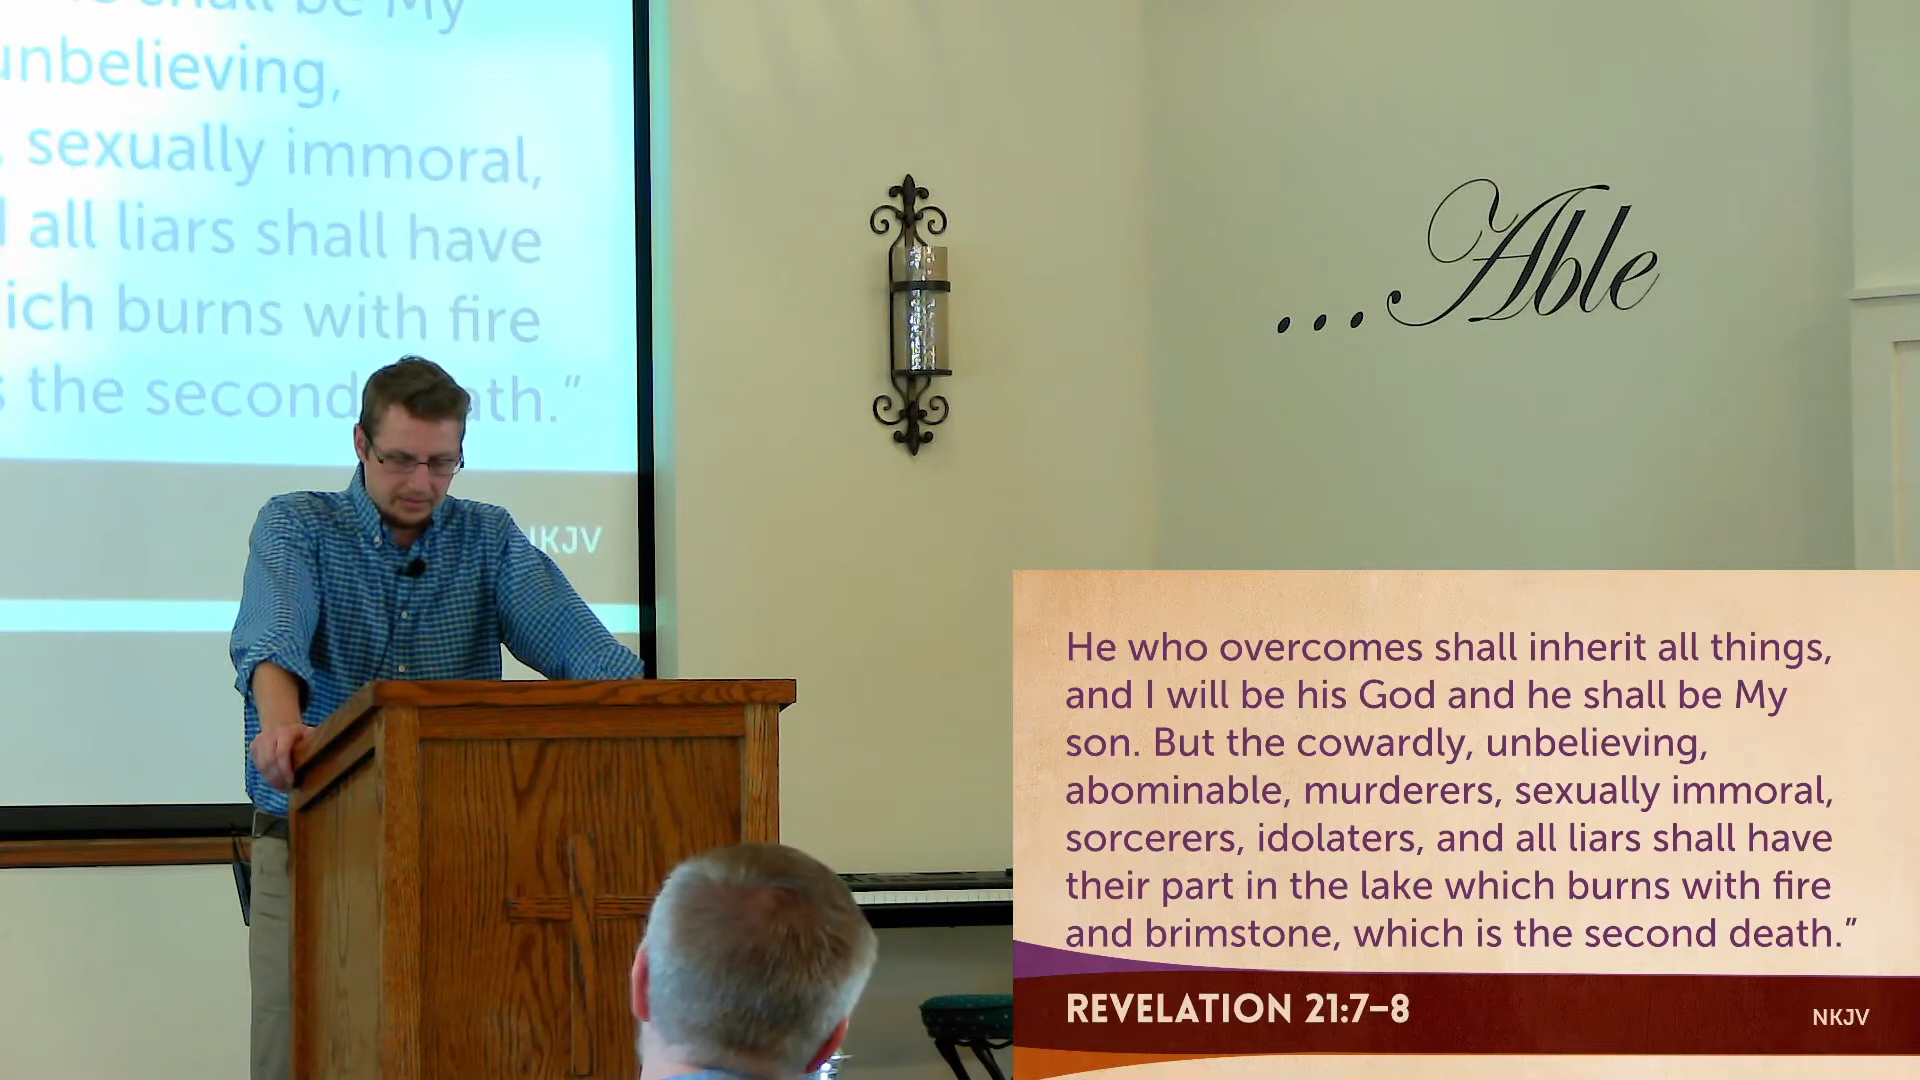 be My
unbelieving,
, sexually immoral,
all liars shall have
burns with fire
the second
NKJV
...Able
He who overcomes shall inherit all things,
and I will be his God and he shall be My
son. But the cowardly, unbelieving,
abominable, murderers, sexually immoral,
sorcerers, idolaters, and all liars shall have
their part in the lake which burns with fire
and brimstone, which is the second death.”
REVELATION 21:7–8
NKJV